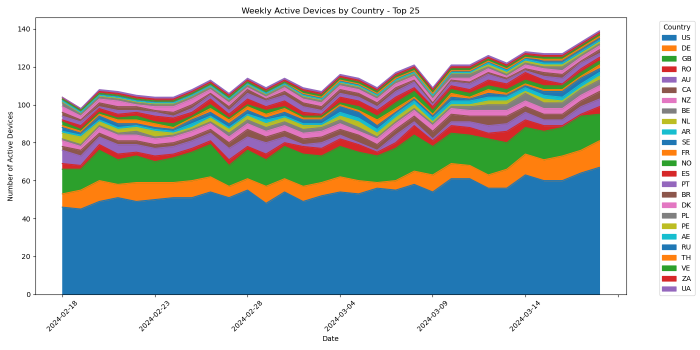 Weekly Active Devices by Country - Top 25
Number of Active Devices
140
120
100
80
60
40
20
0
2024-02-18
2024-02-23
2024-02-28
2024-03-04
2024-03-09
2024-03-14
Date
Country
US
DE
GB
RO
AU
CA
NZ
BE
NL
AR
SE
FR
NO
ES
PT
BR
DK
PL
PE
AE
RU
TH
VE
ZA
UA